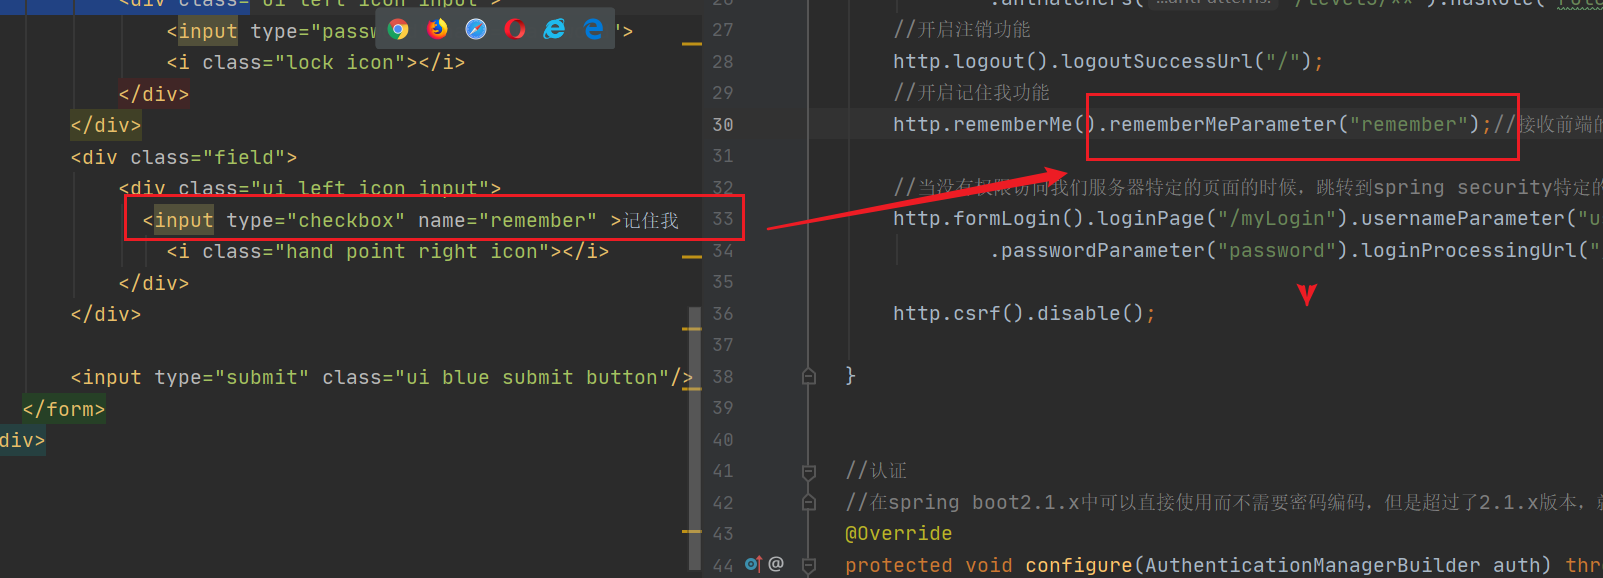 <div class="ui left icon input">
<input type="passw ">
<i class="lock icon"></i>
</div>
</div>
<div class="field">
<div class="ui left icon input">
<input type="checkbox" name="remember" >记住我
<i class="hand point right icon"></i>
</div>
</div>
<input type="submit" class="ui blue submit button"/>
</form>
div>
26 .antMatchers( ...antPatterns: "/level3/**").hasRole(
27 //开启注销功能
28 http.logout().logoutSuccessUrl("/");
29 //开启记住我功能
30 http.rememberMe().rememberMeParameter("remember");//接收前端的
31
32 //当没有权限访问我们服务器特定的页面的时候，跳转到spring security特定的
33 http.formLogin().loginPage("/myLogin").usernameParameter("u
34 .passwordParameter("password").loginProcessingUrl("
35
36 http.csrf().disable();
37
38 }
39
40
41 //认证
42 //在spring boot2.1.x中可以直接使用而不需要密码编码，但是超过了2.1.x版本，
43 @Override
44 @ protected void configure(AuthenticationManagerBuilder auth) thr